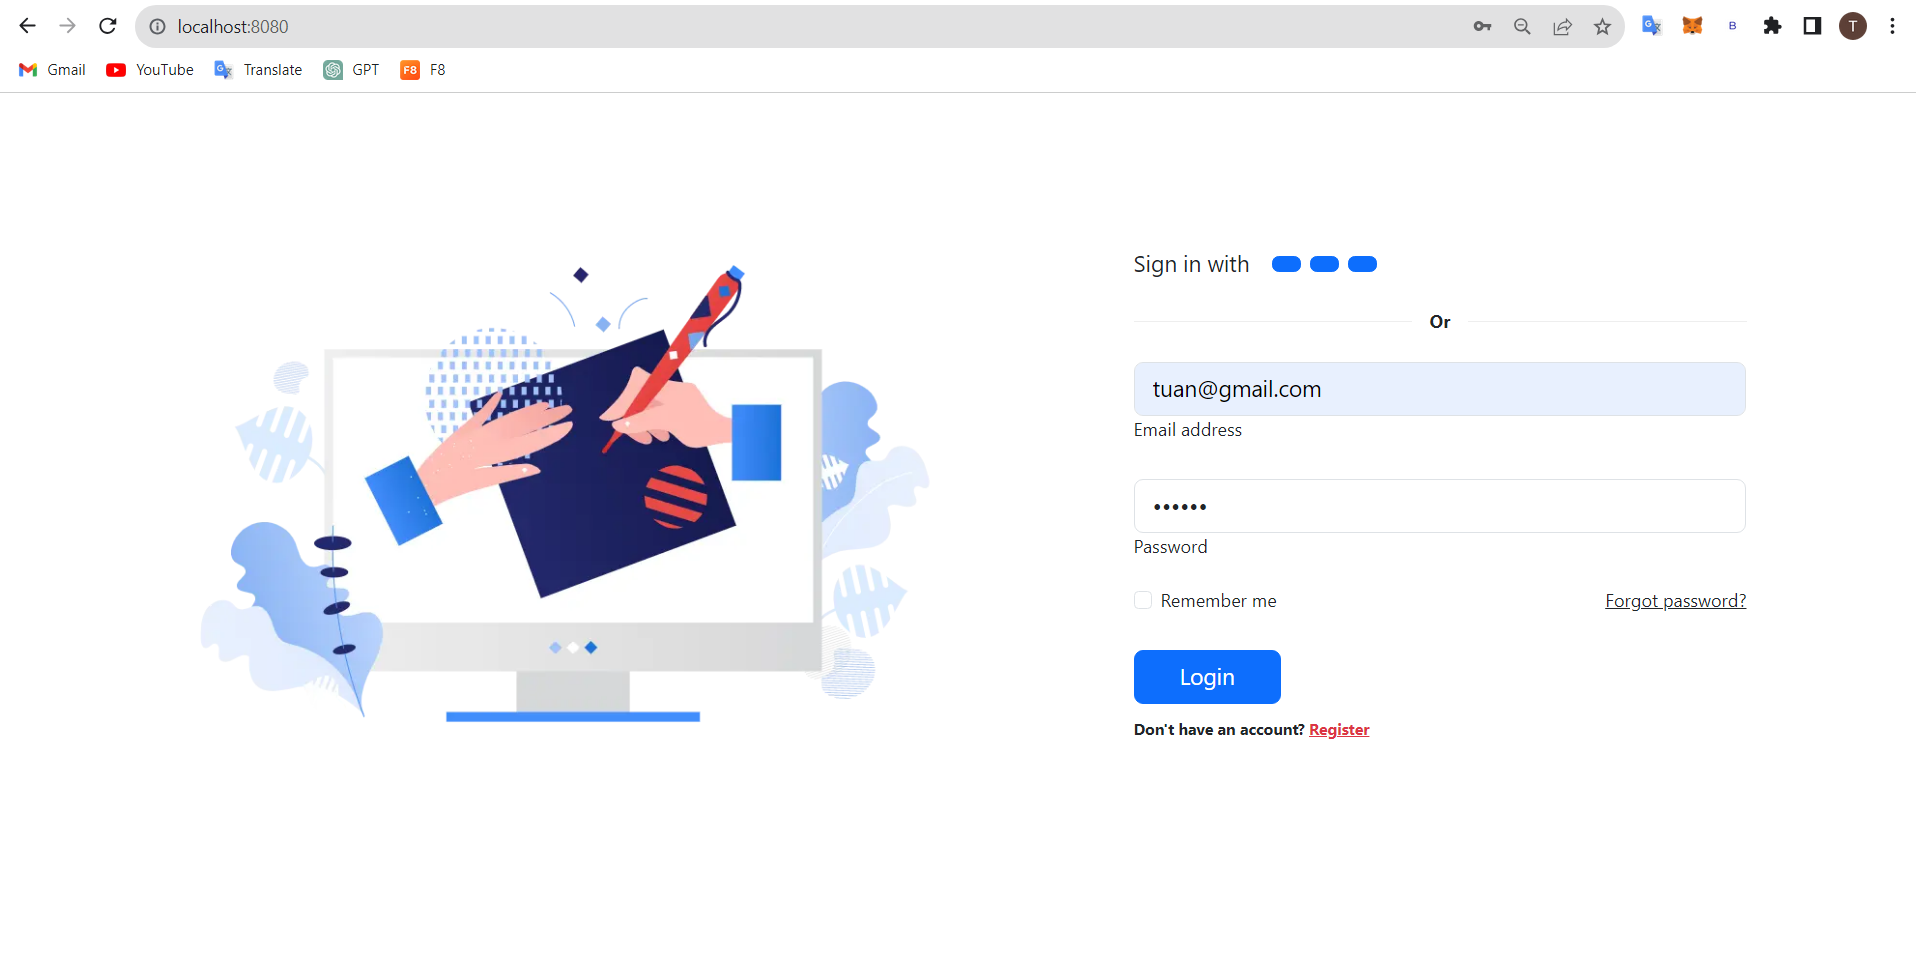 localhost:8080
B
T
Gmail YouTube Translate GPT F8 F8
Sign in with
Or
tuan@gmail.com
Email address
••••••
Password
Remember me Forgot password?
Login
Don't have an account? Register